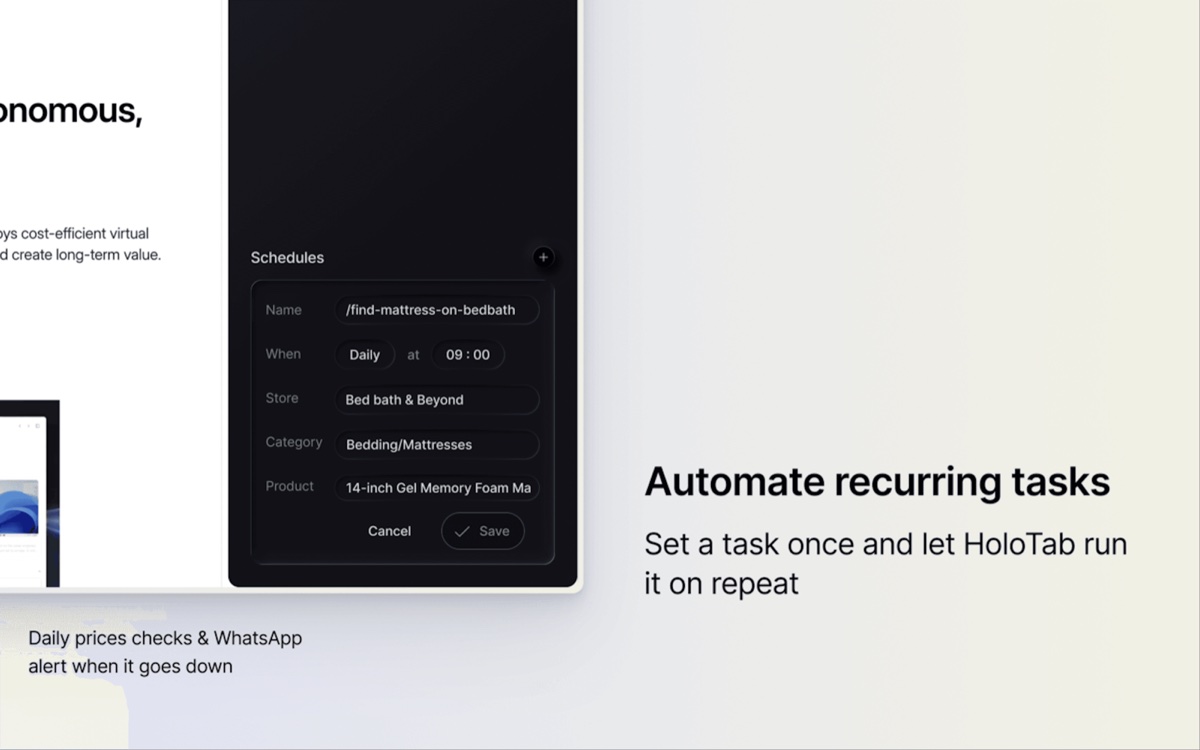 onomous,
oys cost-efficient virtual
d create long-term value.
Schedules
Name /find-mattress-on-bedbath
When Daily at 09 : 00
Store Bed bath & Beyond
Category Bedding/Mattresses
Product 14-inch Gel Memory Foam Ma
Cancel Save
Automate recurring tasks
Set a task once and let HoloTab run
it on repeat
Daily prices checks & WhatsApp
alert when it goes down